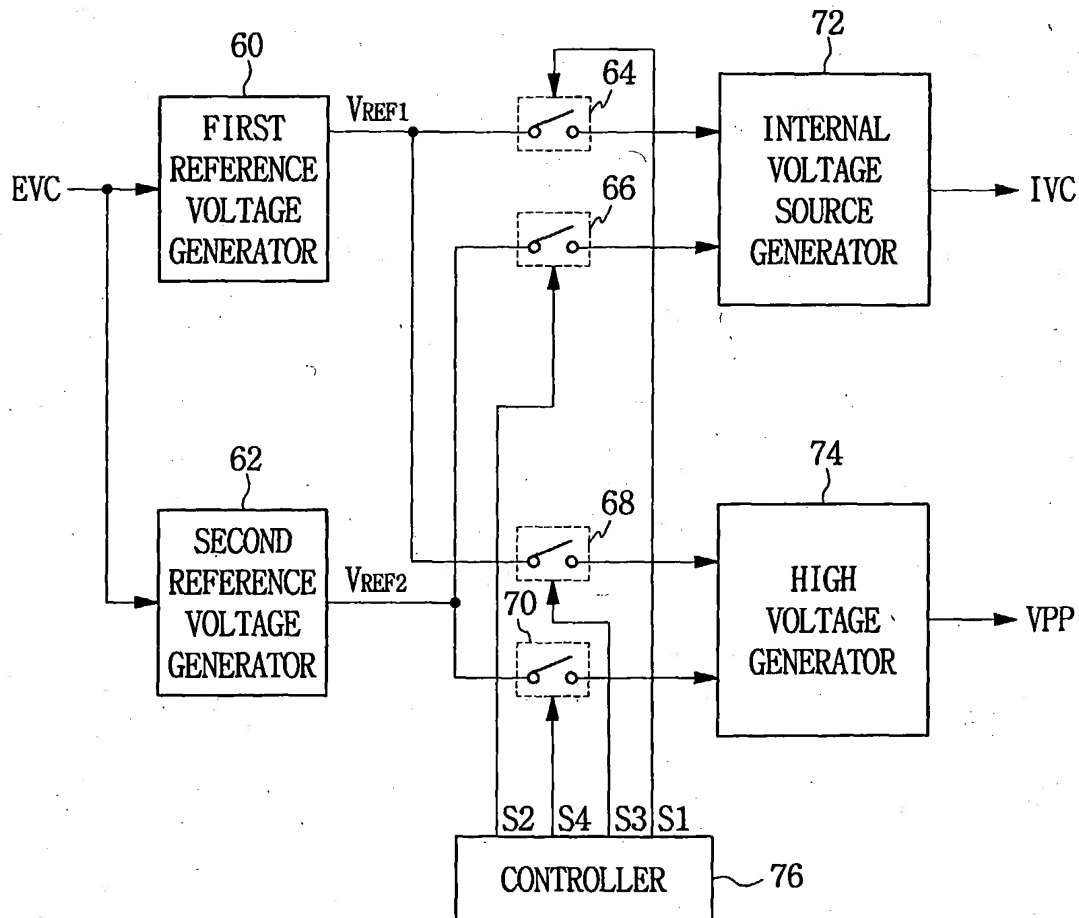 60
FIRST
REFERENCE
VOLTAGE
GENERATOR
EVC
VREF1
64
66
72
INTERNAL
VOLTAGE
SOURCE
GENERATOR
IVC
62
SECOND
REFERENCE
VOLTAGE
GENERATOR
VREF2
68
70
74
HIGH
VOLTAGE
GENERATOR
VPP
S2 S4 S3 S1
CONTROLLER
76